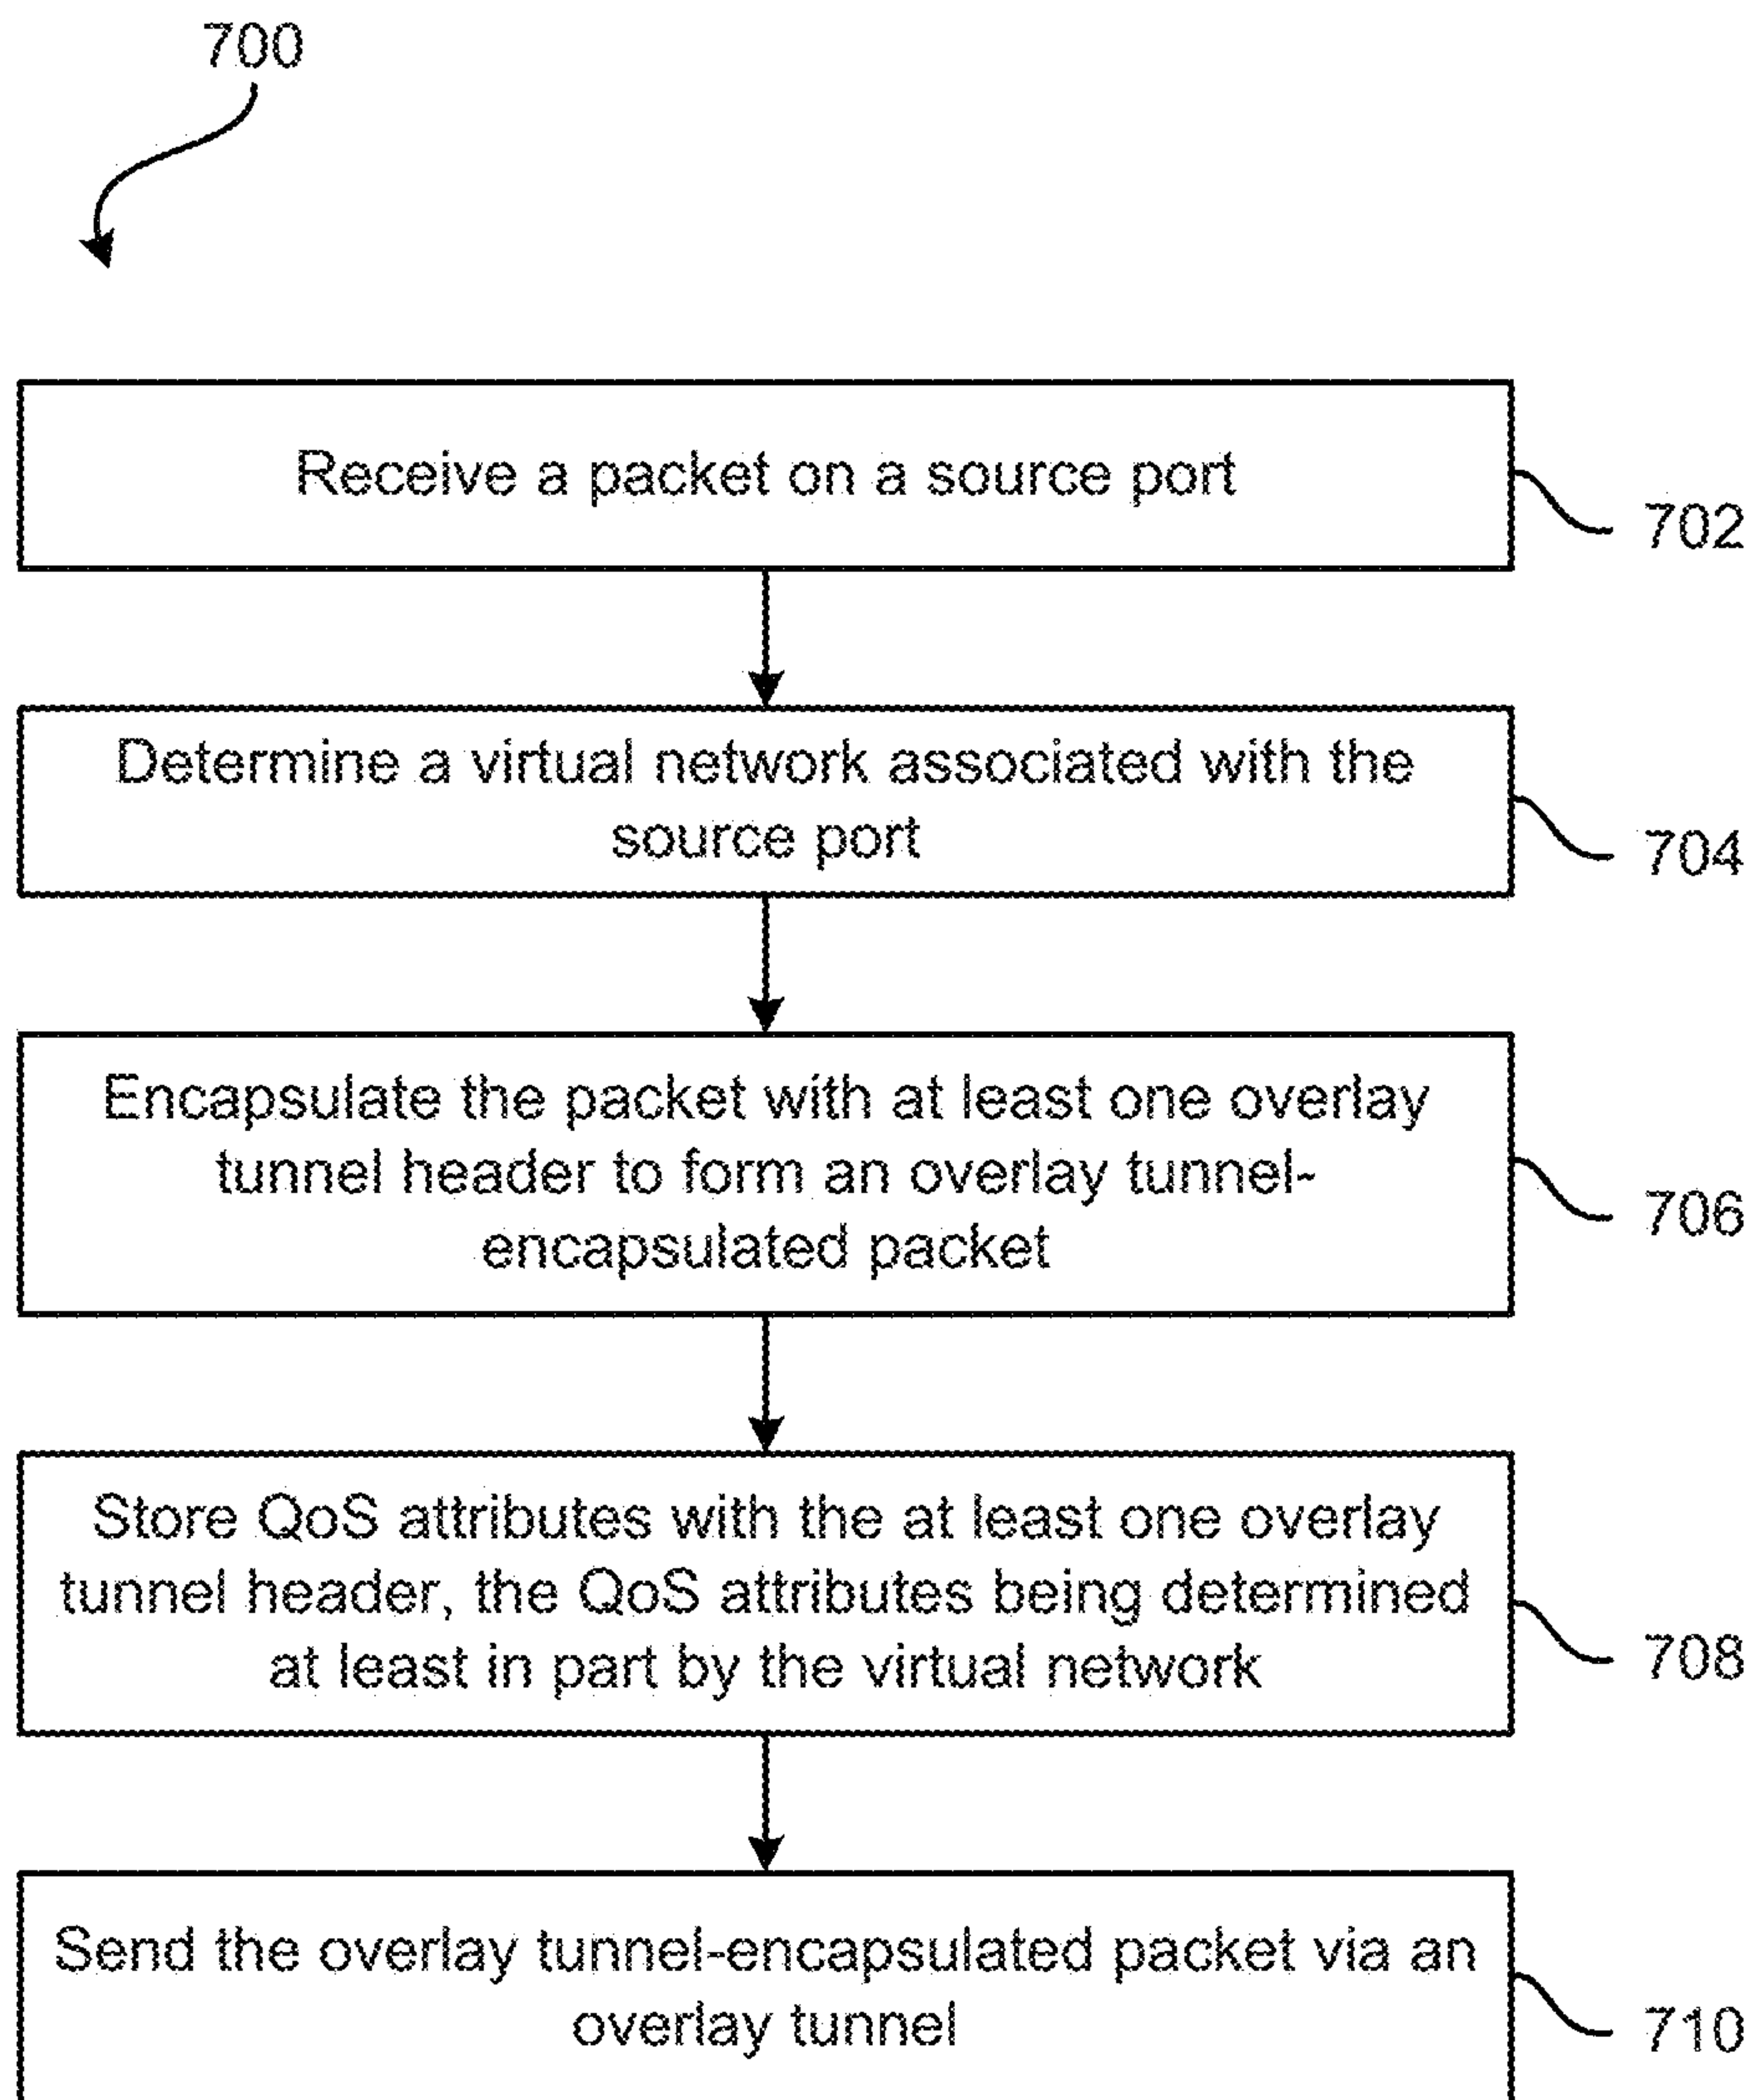 700
Receive a packet on a source port
702
Determine a virtual network associated with the
source port
704
Encapsulate the packet with at least one overlay
tunnel header to form an overlay tunnel-
encapsulated packet
706
Store QoS attributes with the at least one overlay
tunnel header, the QoS attributes being determined
at least in part by the virtual network
708
Send the overlay tunnel-encapsulated packet via an
overlay tunnel
710